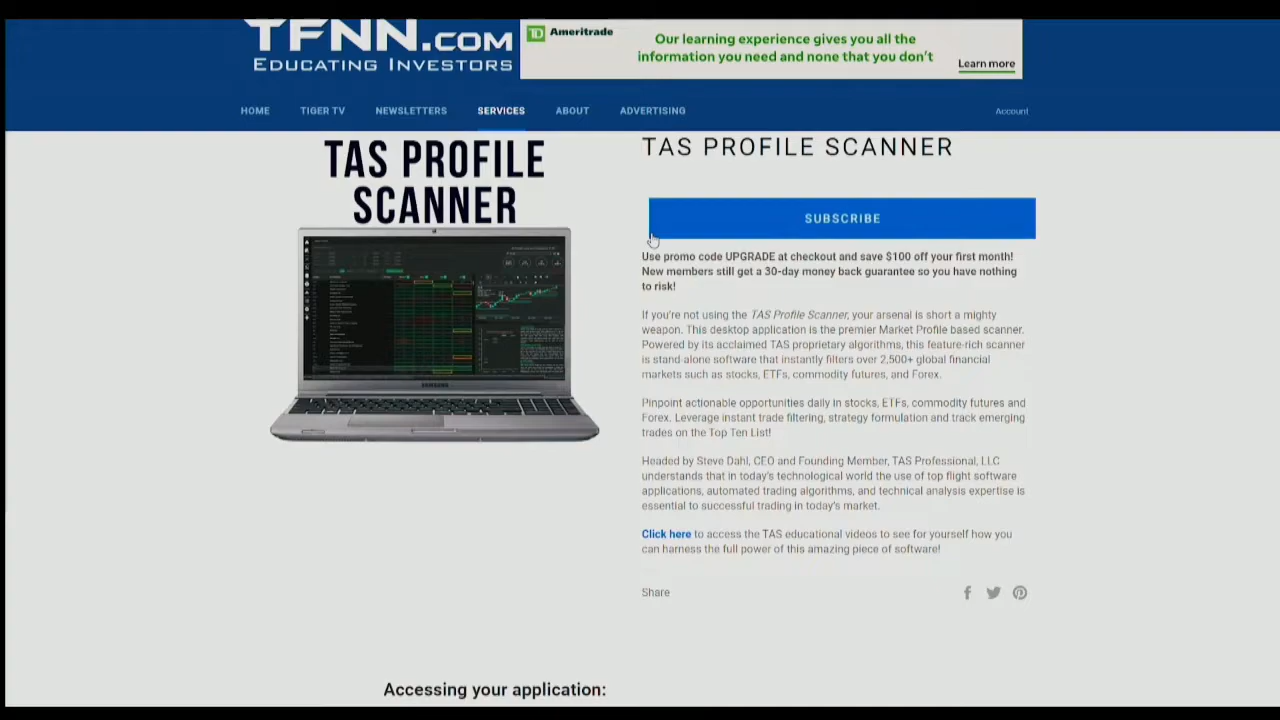 TFNN.COM
EDUCATING INVESTORS
TD Ameritrade
Our learning experience gives you all the
information you need and none that you don't
Learn more
HOME TIGER TV NEWSLETTERS SERVICES ABOUT ADVERTISING Account
TAS PROFILE
SCANNER
SAMSUNG
TAS PROFILE SCANNER
SUBSCRIBE
Use promo code UPGRADE at checkout and save $100 off your first month!
New members still get a 30-day money back guarantee so you have nothing
to risk!
If you're not using the TAS Profile Scanner, your arsenal is short a mighty
weapon. This desktop application is the premier Market Profile based scanner.
Powered by its acclaimed TAS proprietary algorithms, this feature-rich scanner
is stand-alone software that instantly filters over 2,500+ global financial
markets such as stocks, ETFs, commodity futures, and Forex.
Pinpoint actionable opportunities daily in stocks, ETFs, commodity futures and
Forex. Leverage instant trade filtering, strategy formulation and track emerging
trades on the Top Ten List!
Headed by Steve Dahl, CEO and Founding Member, TAS Professional, LLC
understands that in today's technological world the use of top flight software
applications, automated trading algorithms, and technical analysis expertise is
essential to successful trading in today's market.
Click here to access the TAS educational videos to see for yourself how you
can harness the full power of this amazing piece of software!
Share
Accessing your application: